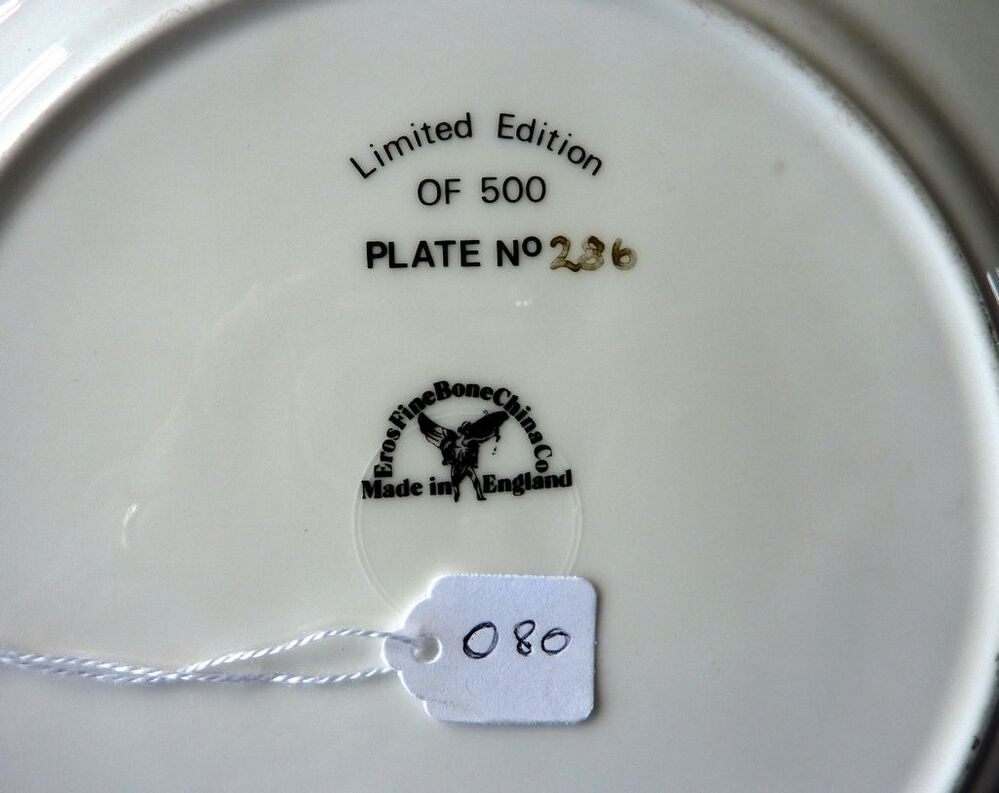 Limited Edition
OF 500
PLATE Nº 236
ErosFineBoneChinaCo
Made in England
080